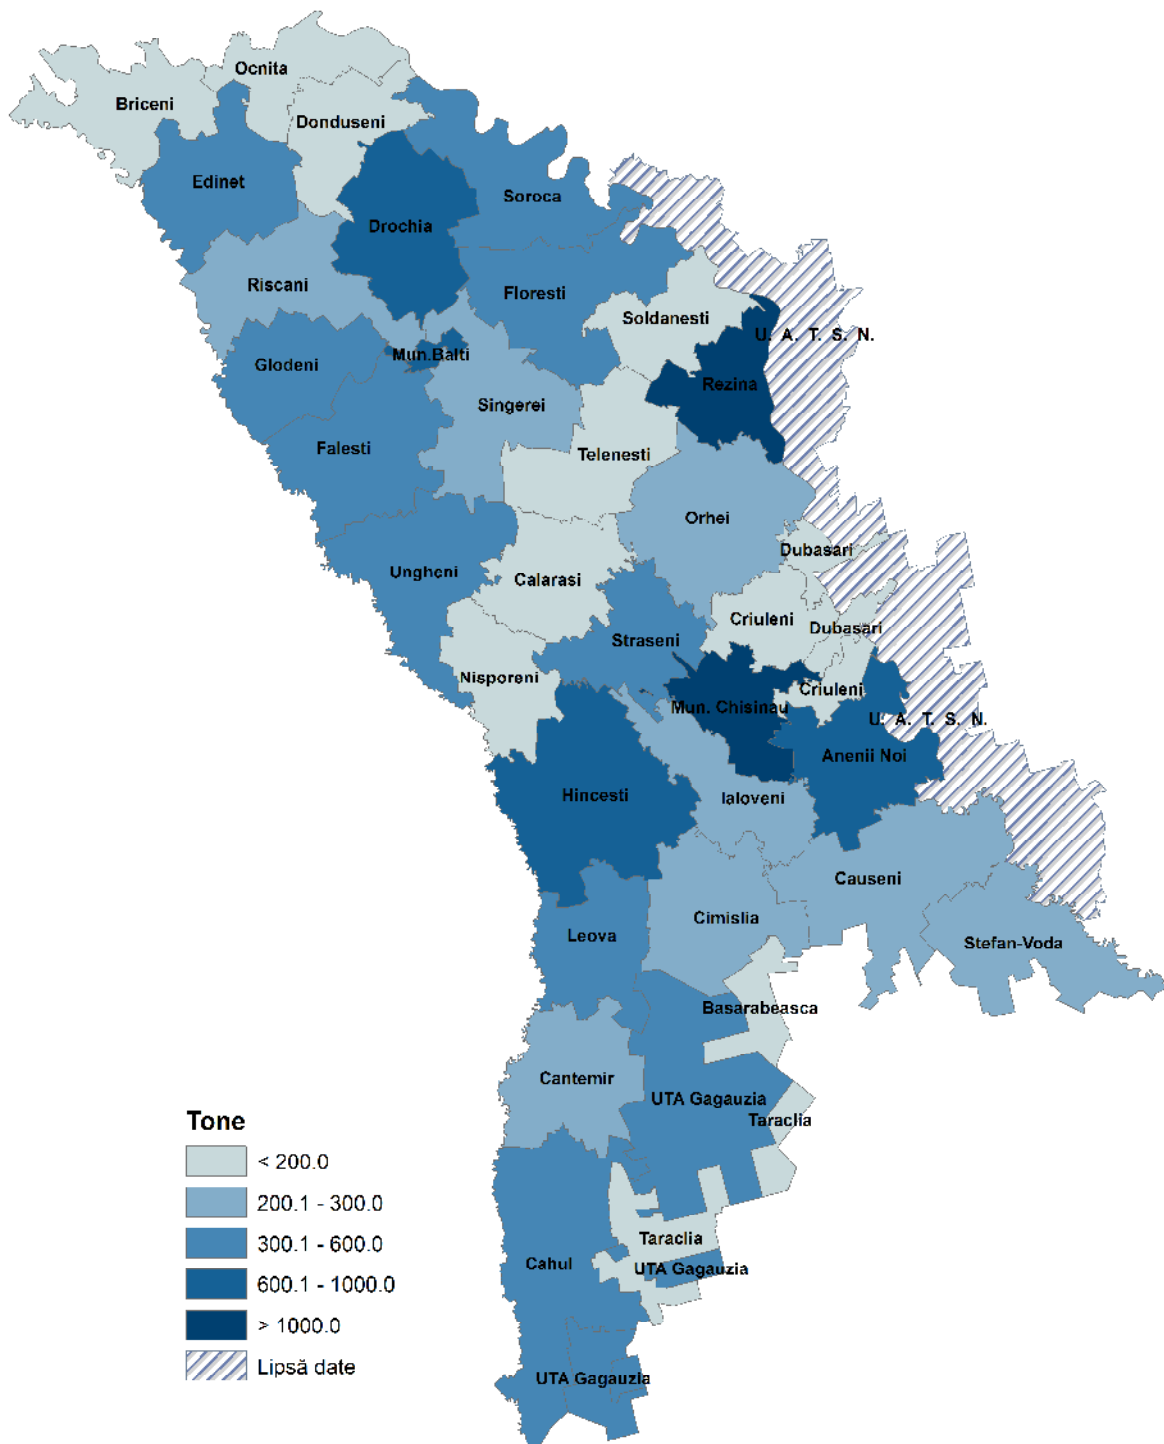 Ocnita
Briceni
Donduseni
Edinet
Soroca
Drochia
Riscani
Floresti
Soldanesti
U. A. T. S. N.
Mun.Balti
Glodeni
Rezina
Singerei
Falesti
Telenesti
Orhei
Dubasari
Ungheni
Calarasi
Criuleni
Dubasari
Straseni
Nisporeni
Criuleni
Mun. Chisinau
U. A. T. S. N.
Anenii Noi
Hincesti
Ialoveni
Causeni
Cimislia
Leova
Stefan-Voda
Basarabeasca
Cantemir
UTA Gagauzia
Taraclia
Tone
< 200.0
200.1 - 300.0
300.1 - 600.0
600.1 - 1000.0
> 1000.0
Lipsă date
Taraclia
Cahul
UTA Gagauzia
UTA Gagauzia